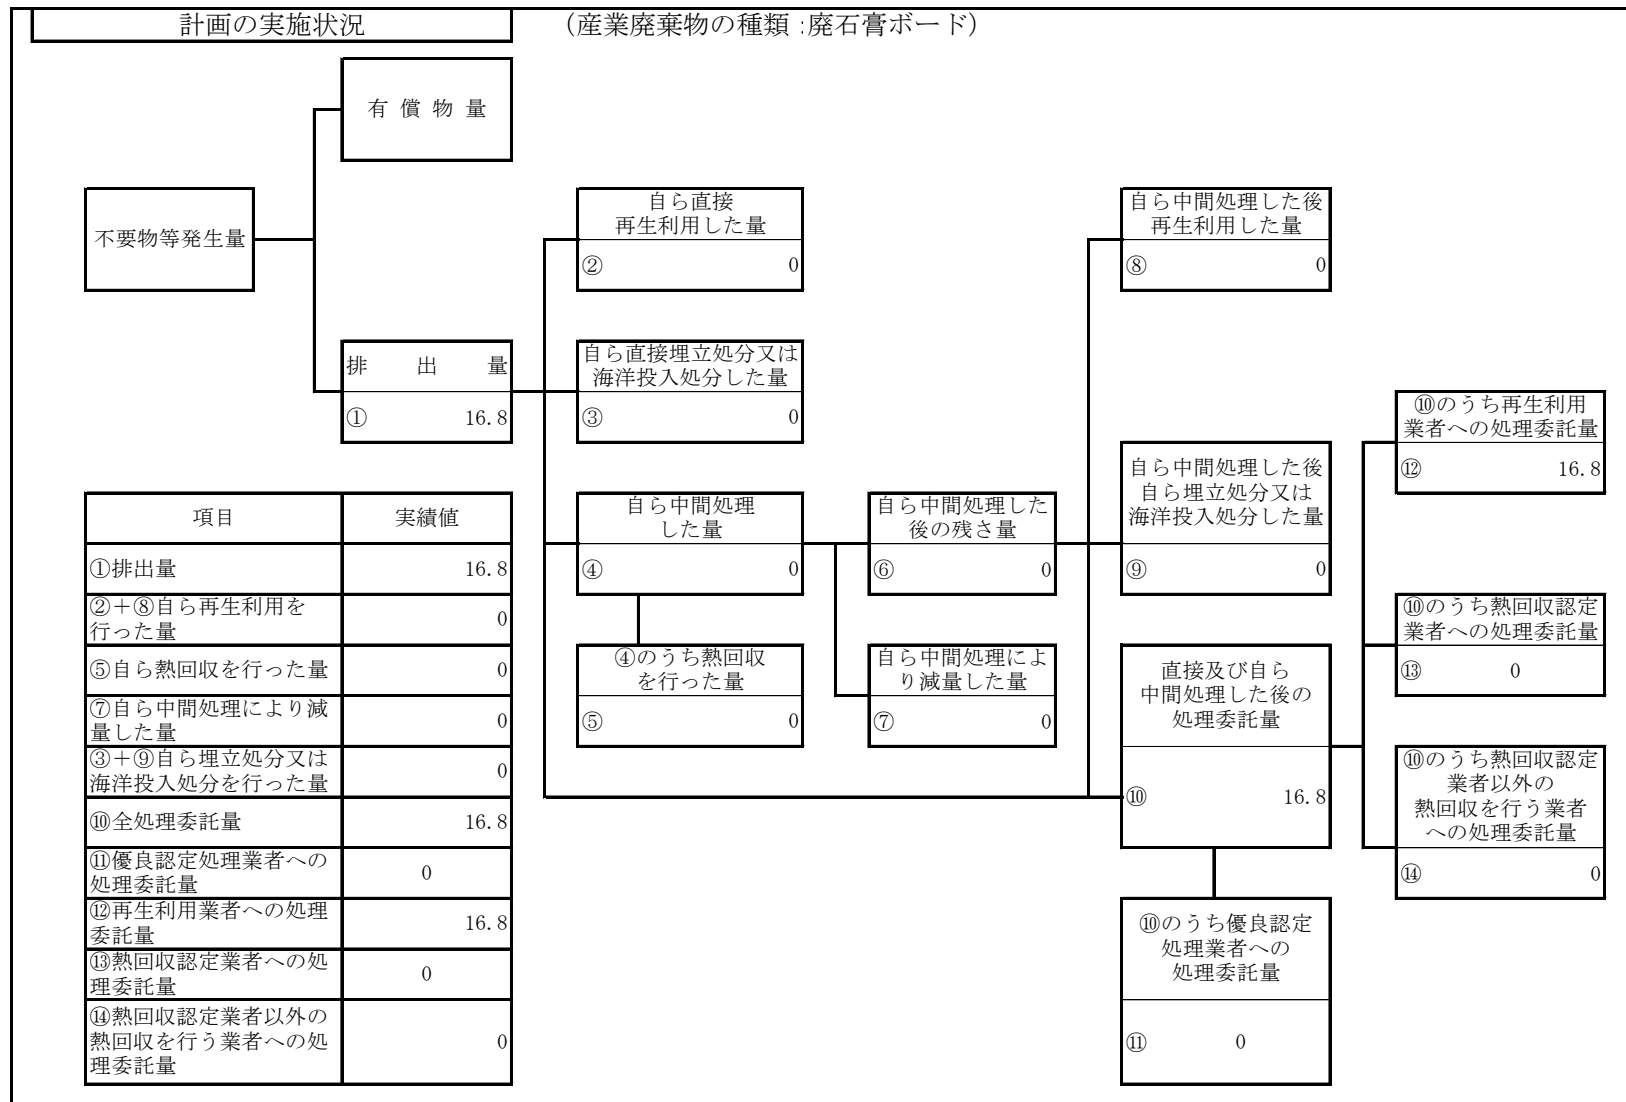 計画の実施状況
（産業廃棄物の種類：廃石膏ボード）
有償物量
不要物等発生量
自ら直接
再生利用した量
② 0
自ら中間処理した後
再生利用した量
⑧ 0
排出量
① 16.8
自ら直接埋立処分又は
海洋投入処分した量
③ 0
⑩のうち再生利用
業者への処理委託量
⑫ 16.8
自ら中間処理した後
自ら埋立処分又は
海洋投入処分した量
⑨ 0
自ら中間処理
した量
④ 0
自ら中間処理した
後の残さ量
⑥ 0
⑩のうち熱回収認定
業者への処理委託量
⑬ 0
④のうち熱回収
を行った量
⑤ 0
自ら中間処理によ
り減量した量
⑦ 0
直接及び自ら
中間処理した後の
処理委託量
⑩ 16.8
⑩のうち熱回収認定
業者以外の
熱回収を行う業者
への処理委託量
⑭ 0
⑩のうち優良認定
処理業者への
処理委託量
⑪ 0
項目 実績値
①排出量 16.8
②＋⑧自ら再生利用を
行った量 0
⑤自ら熱回収を行った量 0
⑦自ら中間処理により減
量した量 0
③＋⑨自ら埋立処分又は
海洋投入処分を行った量 0
⑩全処理委託量 16.8
⑪優良認定処理業者への
処理委託量 0
⑫再生利用業者への処理
委託量 16.8
⑬熱回収認定業者への処
理委託量 0
⑭熱回収認定業者以外の
熱回収を行う業者への処
理委託量 0